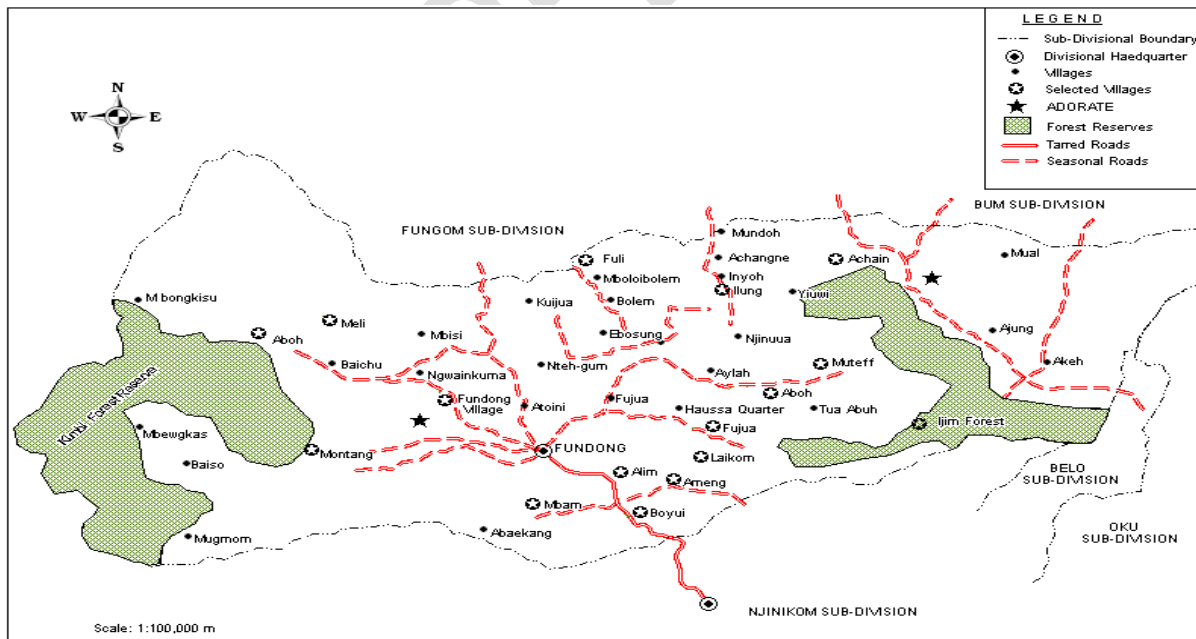 LEGEND
Sub-Divisional Boundary
Divisional Haedquarter
Villages
Selected Villages
ADORATE
Forest Reserves
Tarred Roads
Seasonal Roads
N
W E
S
BUM SUB-DIVISION
FUNGOM SUB-DIVISION
Mundoh
Mual
Fuli
Achangne
Achain
Mboloibolem
Inyoh
Ilung
Yiuwi
Mbongkisu
Kuijua
Bolem
Meli
Aboh
Mbisi
Ebosung
Njinuua
Ajung
Baichu
Ngwainkuma
Nteh-gum
Aylah
Muteff
Akeh
Kimbi Forest Reserve
Fundong
Village
Atoini
Fujua
Haussa Quarter
Aboh
Tua Abuh
Mbewgkas
Fujua
Ijim Forest
Montang
FUNDONG
Laikom
Baiso
Alim
Ameng
BELO
SUB-DIVISION
Mbam
Boyui
Mugmom
Abaekang
OKU
SUB-DIVISION
NJINIKOM SUB-DIVISION
Scale: 1:100,000 m